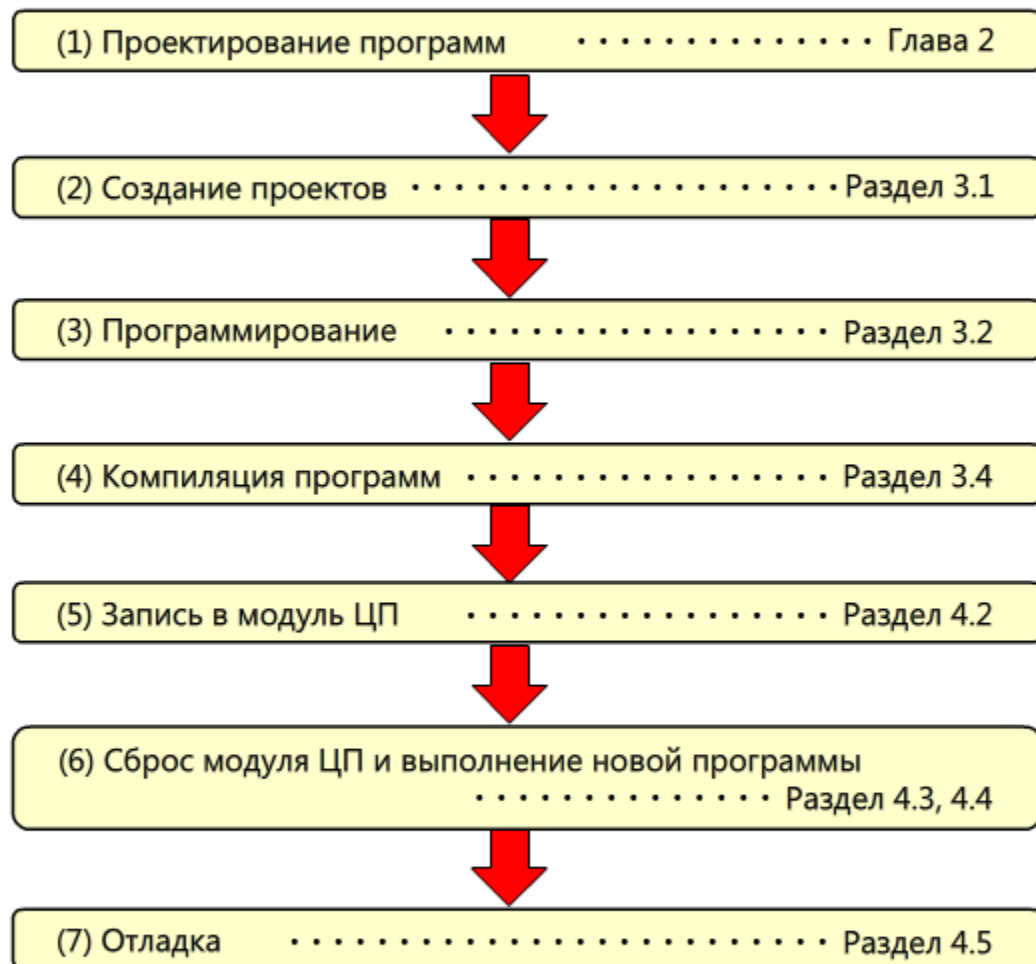 (1) Проектирование программ · · · · · · · · · · · · · · Глава 2
(2) Создание проектов · · · · · · · · · · · · · · · · · · · · Раздел 3.1
(3) Программирование · · · · · · · · · · · · · · · · · · Раздел 3.2
(4) Компиляция программ · · · · · · · · · · · · · · · · · Раздел 3.4
(5) Запись в модуль ЦП · · · · · · · · · · · · · · · · · Раздел 4.2
(6) Сброс модуля ЦП и выполнение новой программы
· · · · · · · · · · · · · · Раздел 4.3, 4.4
(7) Отладка · · · · · · · · · · · · · · · · · · · · · · · · · Раздел 4.5